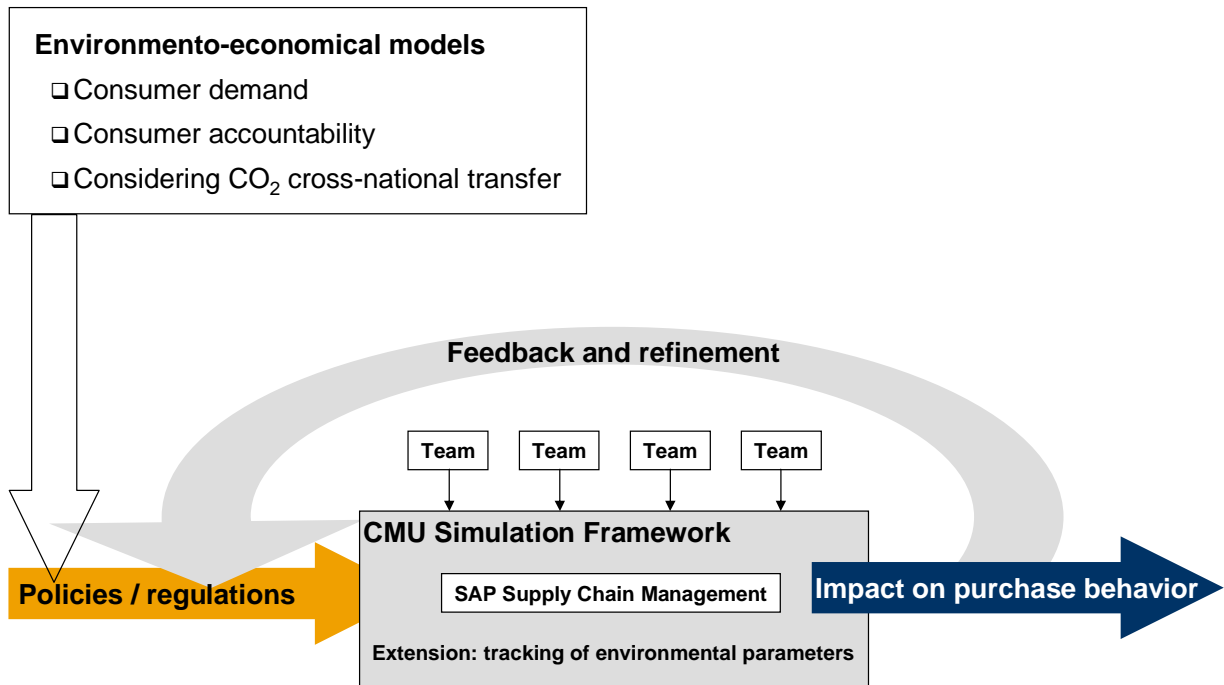 Environmento-economical models
❑ Consumer demand
❑ Consumer accountability
❑ Considering CO₂ cross-national transfer
Feedback and refinement
Team Team Team Team
CMU Simulation Framework
Policies / regulations
SAP Supply Chain Management
Impact on purchase behavior
Extension: tracking of environmental parameters